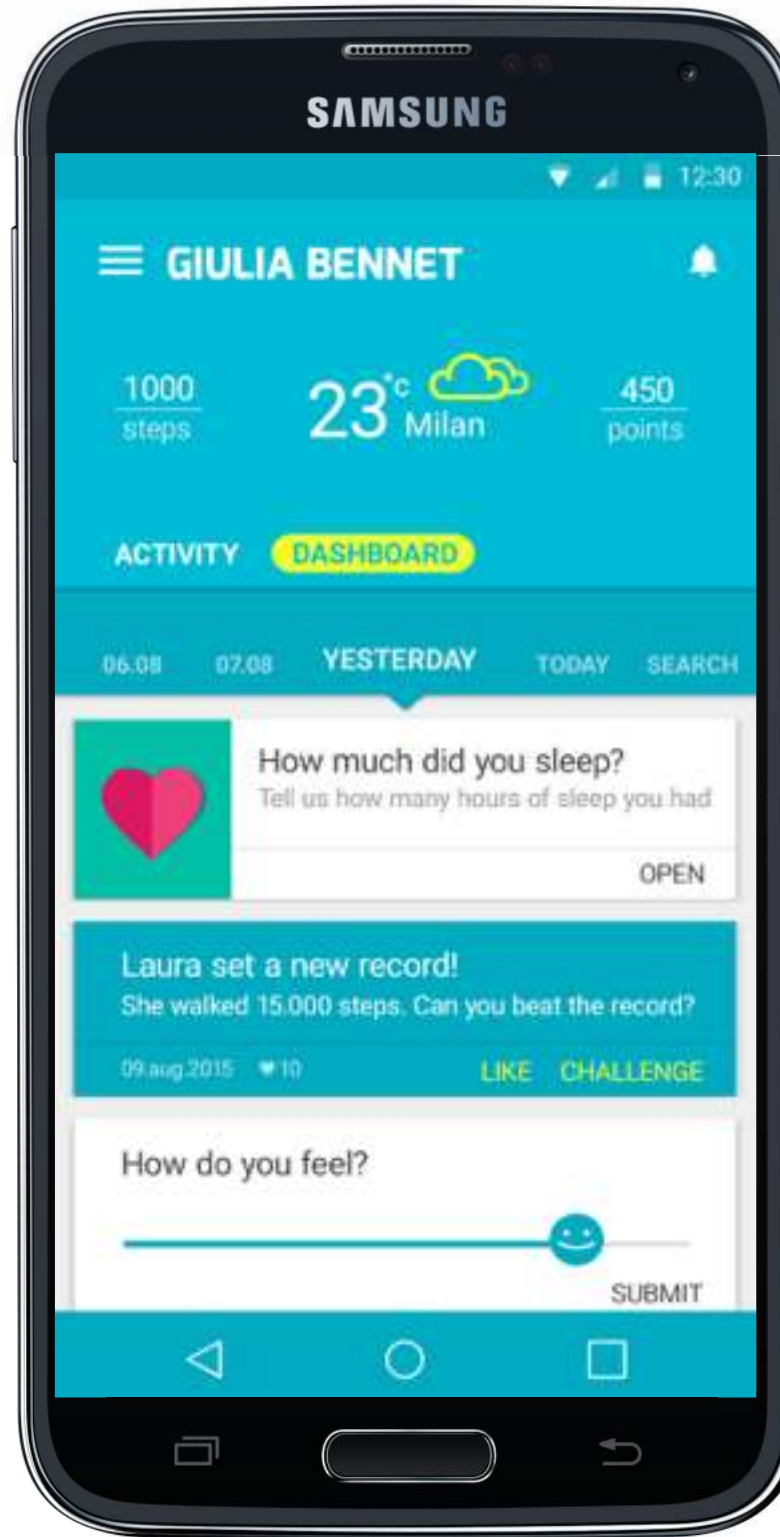 SAMSUNG
12:30
GIULIA BENNET
1000
steps
23°c
Milan
450
points
ACTIVITY DASHBOARD
06.08 07.08 YESTERDAY TODAY SEARCH
How much did you sleep?
Tell us how many hours of sleep you had
OPEN
Laura set a new record!
She walked 15.000 steps. Can you beat the record?
09.aug.2015 10 LIKE CHALLENGE
How do you feel?
SUBMIT